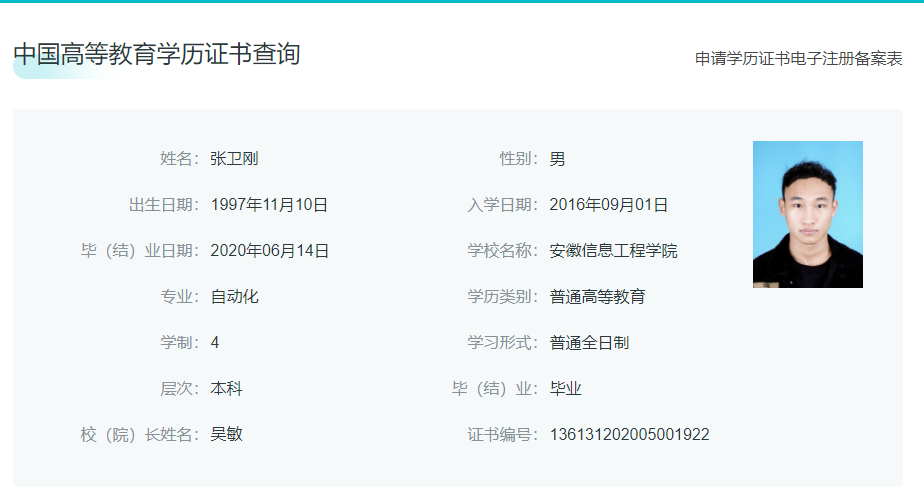 中国高等教育学历证书查询
申请学历证书电子注册备案表
姓名： 张卫刚 性别： 男
出生日期： 1997年11月10日 入学日期： 2016年09月01日
毕（结）业日期： 2020年06月14日 学校名称： 安徽信息工程学院
专业： 自动化 学历类别： 普通高等教育
学制： 4 学习形式： 普通全日制
层次： 本科 毕（结）业： 毕业
校（院）长姓名： 吴敏 证书编号： 136131202005001922